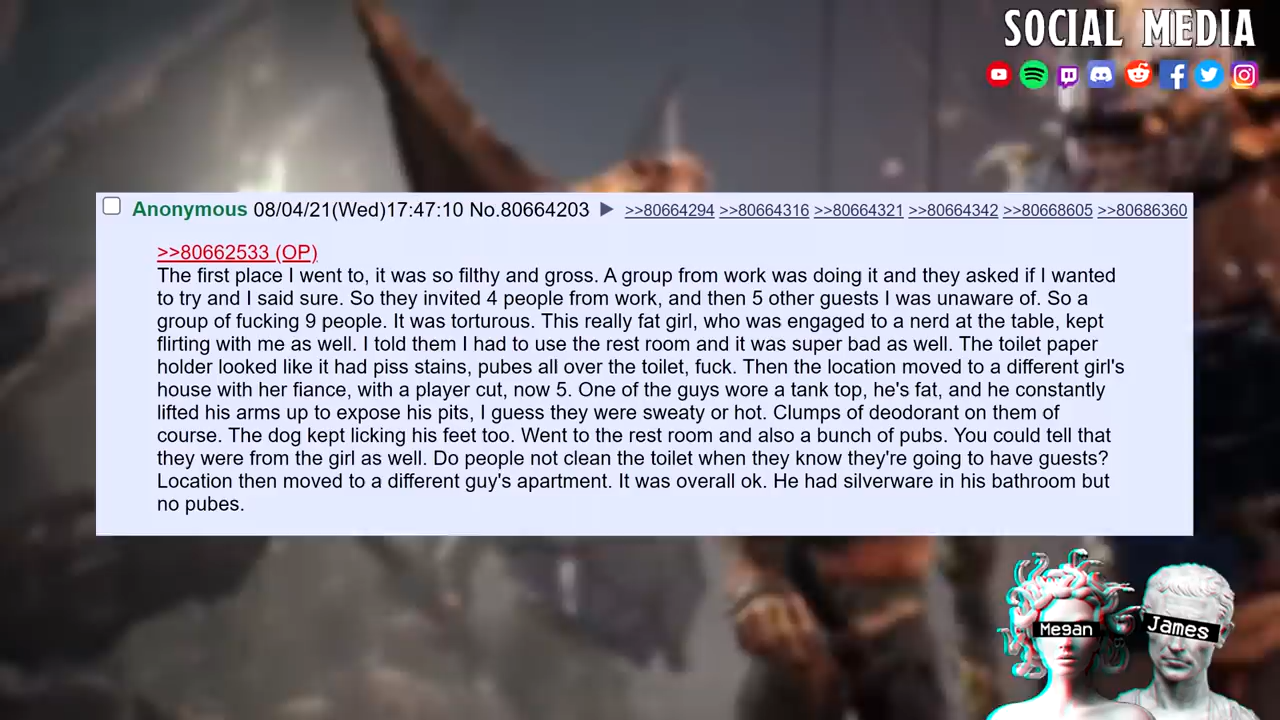 SOCIAL MEDIA
Anonymous 08/04/21(Wed)17:47:10 No.80664203 ▶ >>80664294 >>80664316 >>80664321 >>80664342 >>80668605 >>80686360
>>80662533 (OP)
The first place I went to, it was so filthy and gross. A group from work was doing it and they asked if I wanted
to try and I said sure. So they invited 4 people from work, and then 5 other guests I was unaware of. So a
group of fucking 9 people. It was torturous. This really fat girl, who was engaged to a nerd at the table, kept
flirting with me as well. I told them I had to use the rest room and it was super bad as well. The toilet paper
holder looked like it had piss stains, pubes all over the toilet, fuck. Then the location moved to a different girl's
house with her fiance, with a player cut, now 5. One of the guys wore a tank top, he's fat, and he constantly
lifted his arms up to expose his pits, I guess they were sweaty or hot. Clumps of deodorant on them of
course. The dog kept licking his feet too. Went to the rest room and also a bunch of pubs. You could tell that
they were from the girl as well. Do people not clean the toilet when they know they're going to have guests?
Location then moved to a different guy's apartment. It was overall ok. He had silverware in his bathroom but
no pubes.
Megan
James